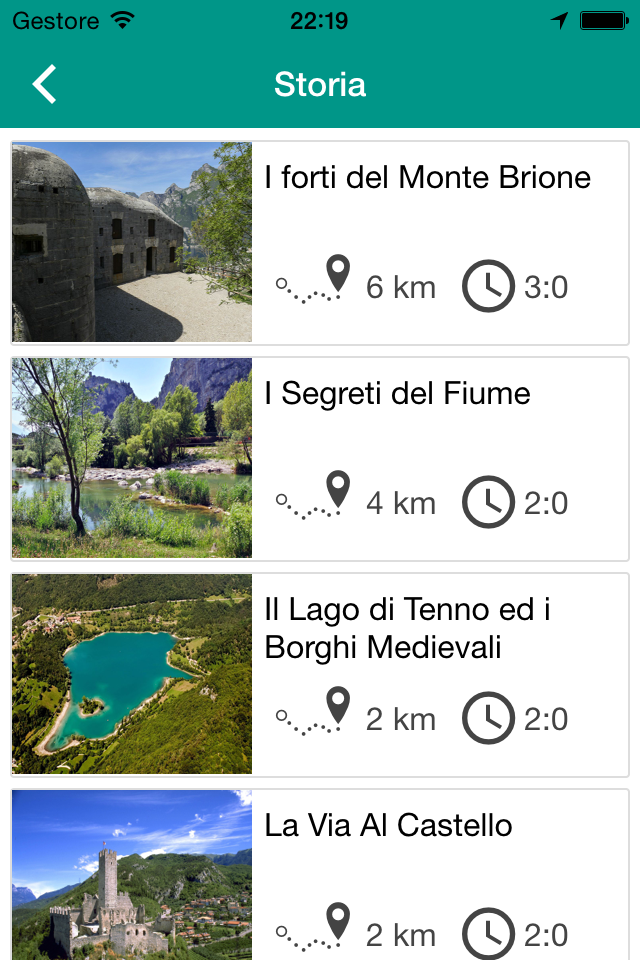 Gestore 22:19
Storia
I forti del Monte Brione
6 km 3:0
I Segreti del Fiume
4 km 2:0
Il Lago di Tenno ed i
Borghi Medievali
2 km 2:0
La Via Al Castello
2 km 2:0